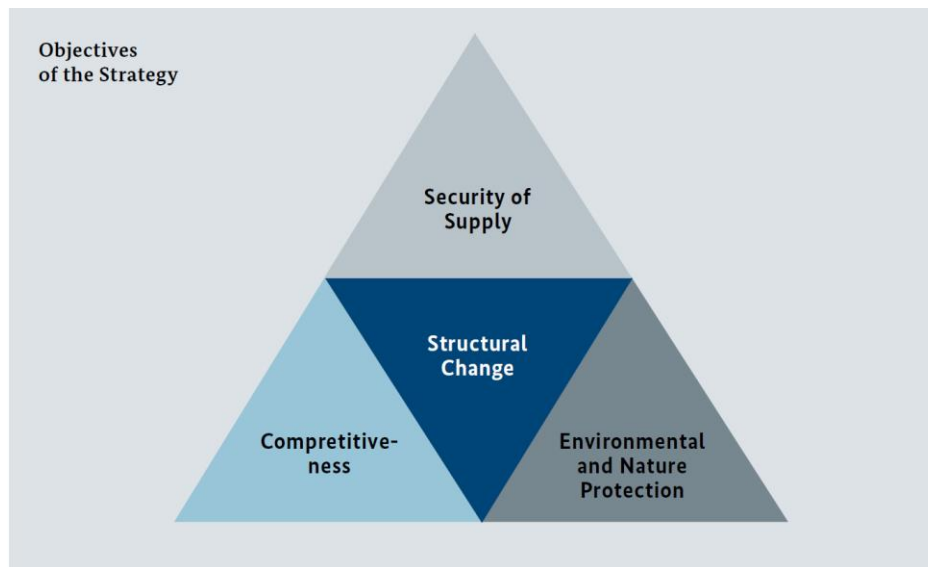 Objectives
of the Strategy
Security of
Supply
Structural
Change
Compretitive-
ness
Environmental
and Nature
Protection